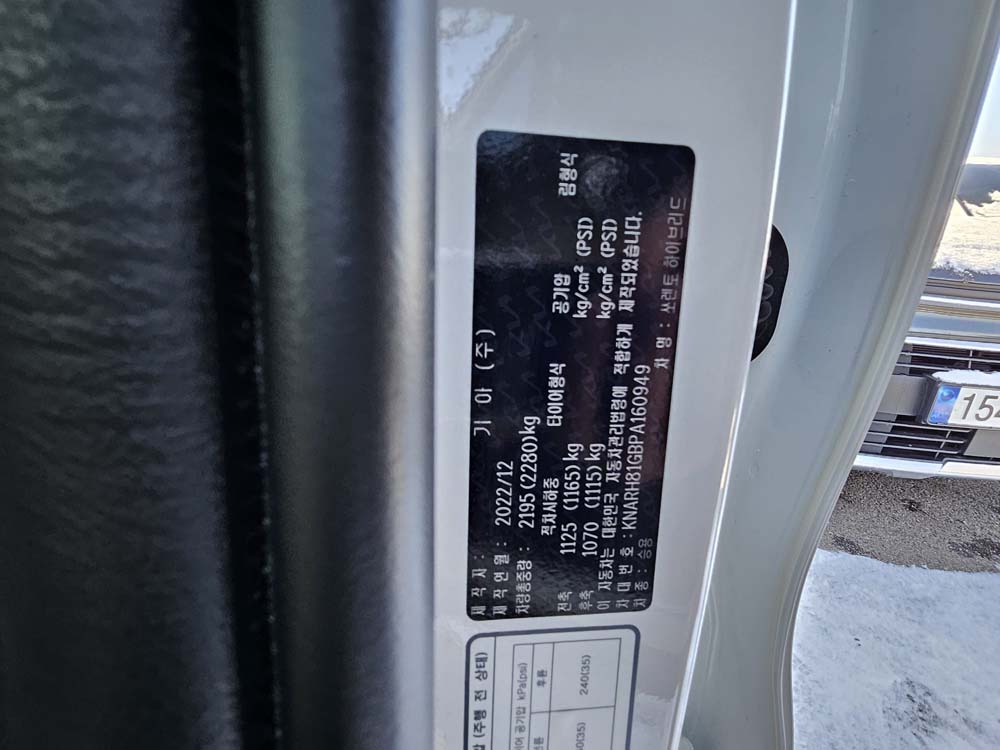 제 작 자 : 기 아 (주)
제작연월 : 2022/12
차량총중량 : 2195(2280)kg
적차시하중 타이어형식 공기압 림형식
전축 1125 (1165)kg kg/cm² (PSI)
후축 1070 (1115)kg kg/cm² (PSI)
이 자동차는 대한민국 자동차관리법령에 적합하게 제작되었습니다.
차 대 번 호 : KNARH81GBPA160949
차 종 : 승용 차 명 : 쏘렌토 하이브리드
(주행 전 상태)
공기압 kPa(psi)
후륜
240(35)
154